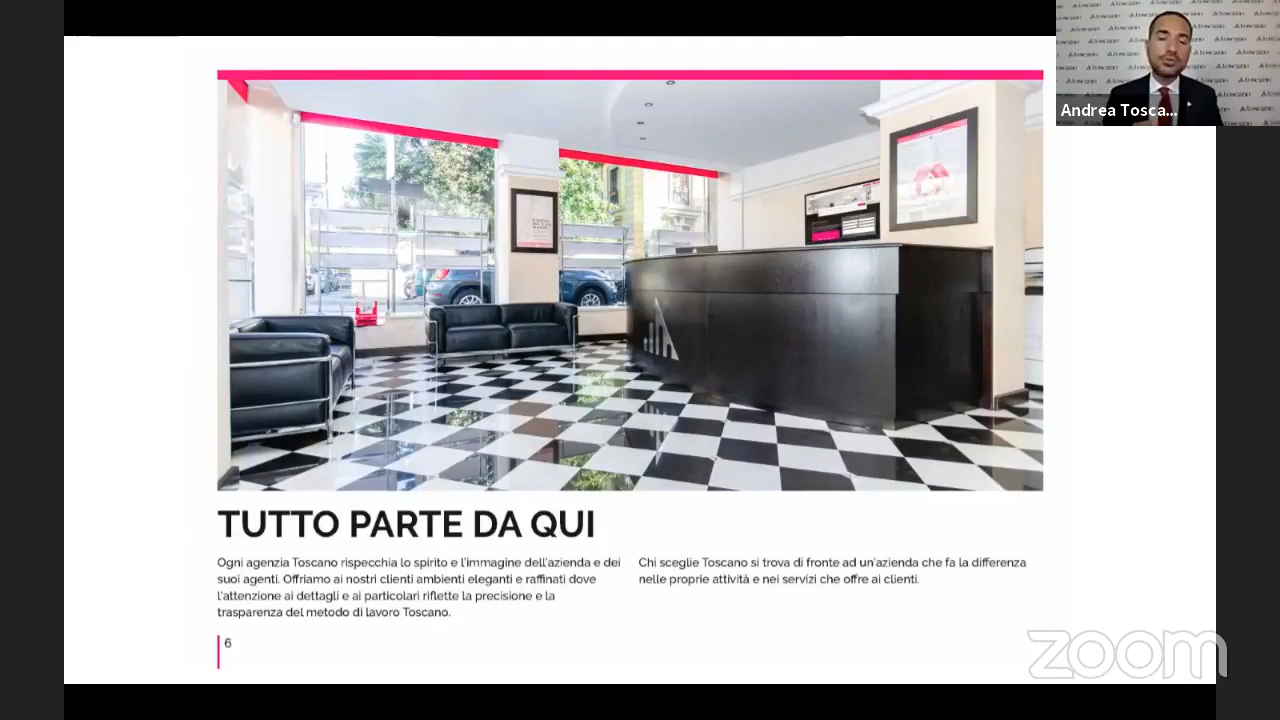 Andrea Tosca...
TUTTO PARTE DA QUI
Ogni agenzia Toscano rispecchia lo spirito e l'immagine dell'azienda e dei
suoi agenti. Offriamo ai nostri clienti ambienti eleganti e raffinati dove
l'attenzione ai dettagli e ai particolari riflette la precisione e la
trasparenza del metodo di lavoro Toscano.
Chi sceglie Toscano si trova di fronte ad un'azienda che fa la differenza
nelle proprie attività e nei servizi che offre ai clienti.
6
zoom